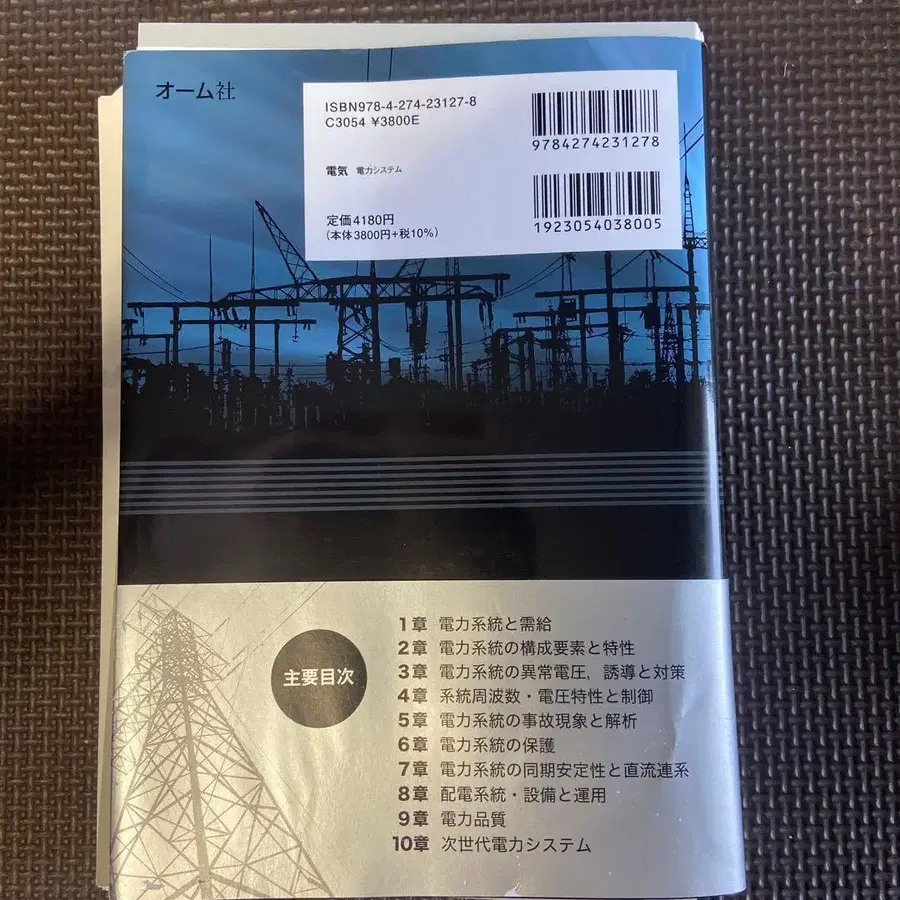 オーム社
ISBN978-4-274-23127-8
C3054 ¥3800E
9784274231278
電気 電力システム
定価4180円
(本体3800円+税10%)
1923054038005
主要目次
1章 電力系統と需給
2章 電力系統の構成要素と特性
3章 電力系統の異常電圧,誘導と対策
4章 系統周波数・電圧特性と制御
5章 電力系統の事故現象と解析
6章 電力系統の保護
7章 電力系統の同期安定性と直流連系
8章 配電系統・設備と運用
9章 電力品質
10章 次世代電力システム